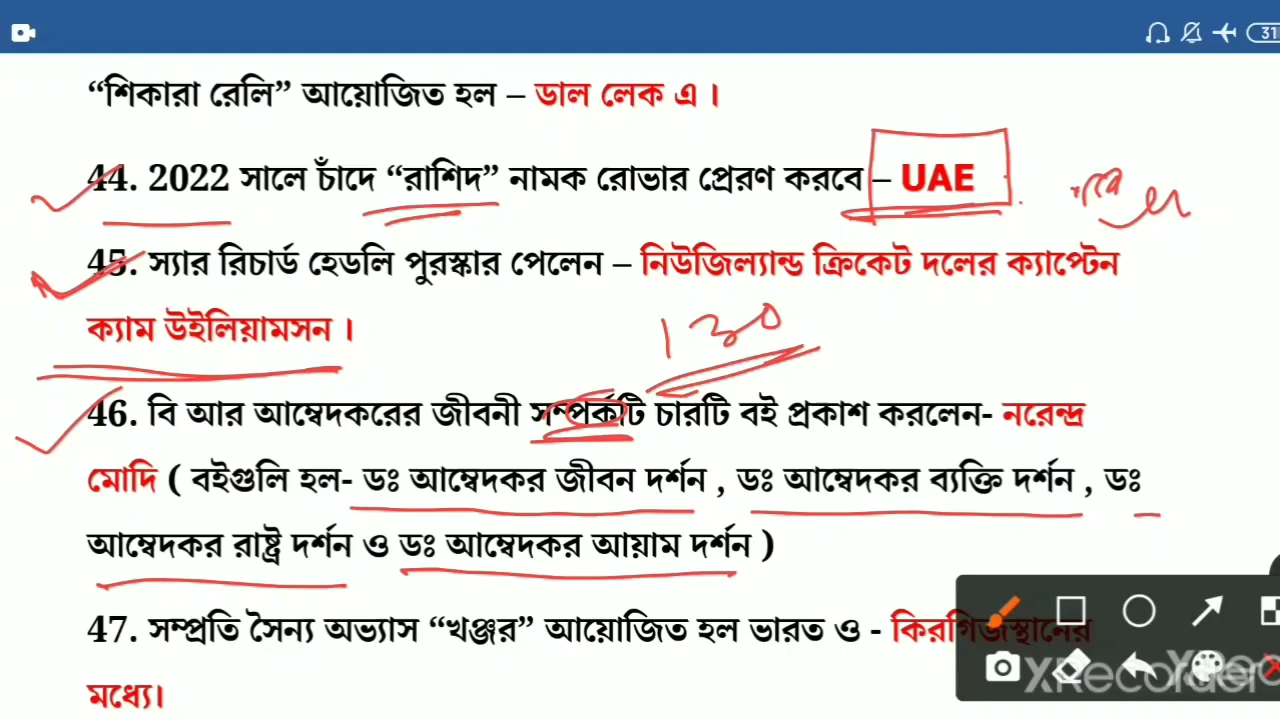 31
“শিকারা রেলি” আয়োজিত হল – ডাল লেক এ।
44. 2022 সালে চাঁদে “রাশিদ” নামক রোভার প্রেরণ করবে – UAE
45. স্যার রিচার্ড হেডলি পুরস্কার পেলেন – নিউজিল্যান্ড ক্রিকেট দলের ক্যাপ্টেন
ক্যাম উইলিয়ামসন।
130
46. বি আর আম্বেদকরের জীবনী সম্পর্কটি চারটি বই প্রকাশ করলেন- নরেন্দ্র
মোদি ( বইগুলি হল- ডঃ আম্বেদকর জীবন দর্শন , ডঃ আম্বেদকর ব্যক্তি দর্শন , ডঃ
আম্বেদকর রাষ্ট্র দর্শন ও ডঃ আম্বেদকর আয়াম দর্শন )
47. সম্প্রতি সৈন্য অভ্যাস “খঞ্জর” আয়োজিত হল ভারত ও - কিরগিজস্থানের
মধ্যে।
XRecorder